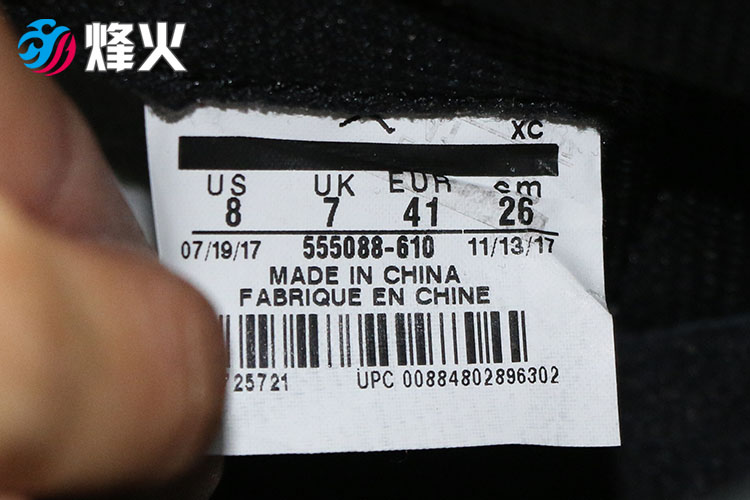 烽火
XC
US UK EUR cm
8 7 41 26
07/19/17 555088-610 11/13/17
MADE IN CHINA
FABRIQUE EN CHINE
25721 UPC 00884802896302